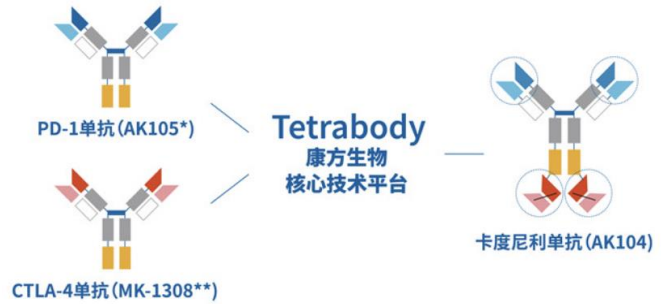 PD-1单抗(AK105*)
CTLA-4单抗(MK-1308**)
Tetrabody
康方生物
核心技术平台
卡度尼利单抗(AK104)